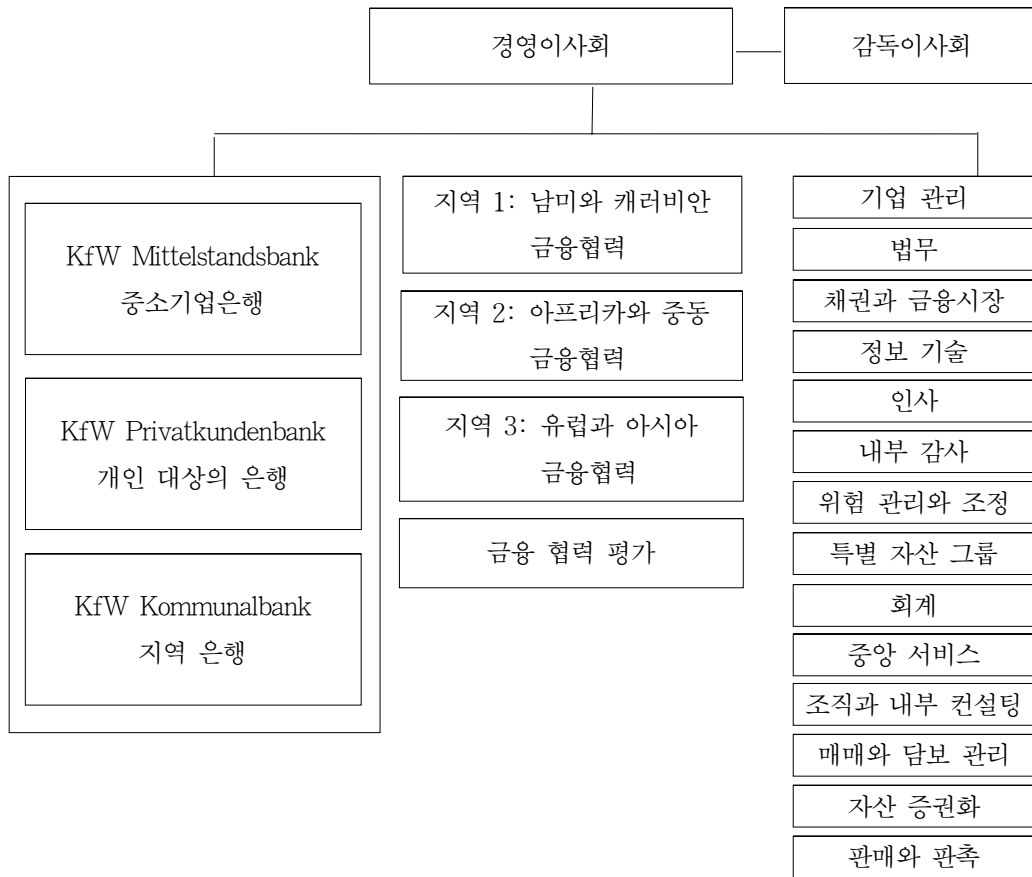 경영이사회
감독이사회
KfW Mittelstandsbank
중소기업은행
KfW Privatkundenbank
개인 대상의 은행
KfW Kommunalbank
지역 은행
지역 1: 남미와 캐러비안
금융협력
지역 2: 아프리카와 중동
금융협력
지역 3: 유럽과 아시아
금융협력
금융 협력 평가
기업 관리
법무
채권과 금융시장
정보 기술
인사
내부 감사
위험 관리와 조정
특별 자산 그룹
회계
중앙 서비스
조직과 내부 컨설팅
매매와 담보 관리
자산 증권화
판매와 판촉